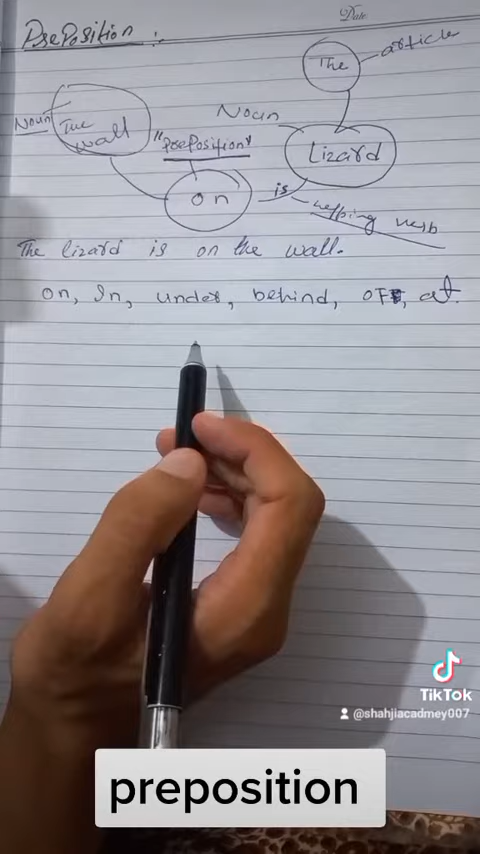 Date:
PrePosition :-
The article
Noun The wall "preposition" Noun Lizard
on is helping verb
The lizard is on the wall.
on, In, under, behind, OF, at.
TikTok
@shahjiacadmey007
preposition